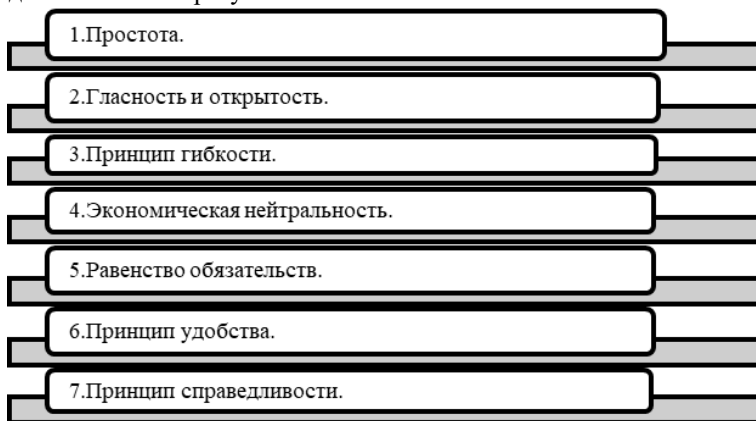 1.Простота.
2.Гласность и открытость.
3.Принцип гибкости.
4.Экономическая нейтральность.
5.Равенство обязательств.
6.Принцип удобства.
7.Принцип справедливости.